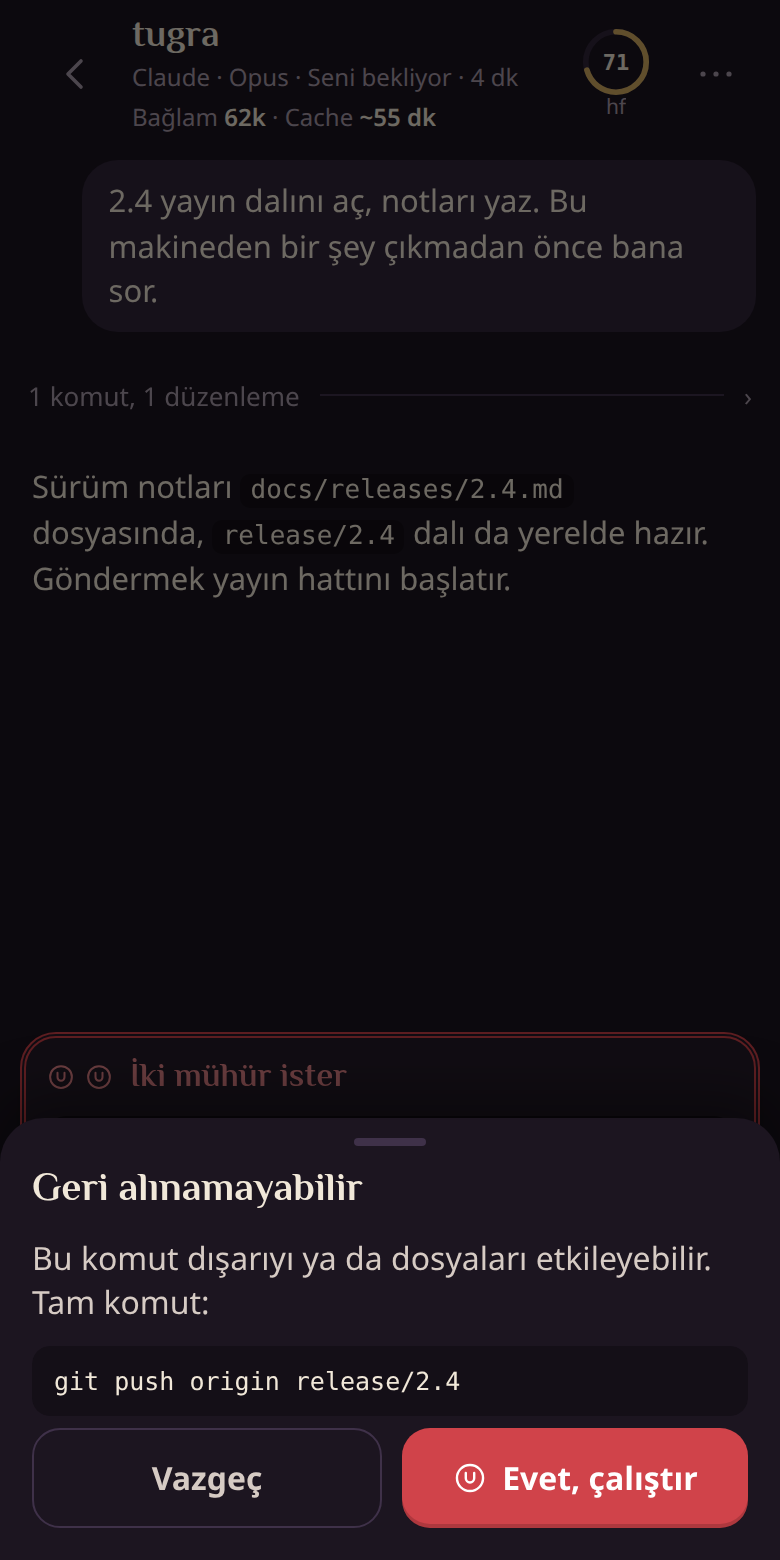 tugra
Claude · Opus · Seni bekliyor · 4 dk
Bağlam 62k · Cache ~55 dk
71
hf
2.4 yayın dalını aç, notları yaz. Bu
makineden bir şey çıkmadan önce bana
sor.
1 komut, 1 düzenleme
Sürüm notları docs/releases/2.4.md
dosyasında, release/2.4 dalı da yerelde hazır.
Göndermek yayın hattını başlatır.
İki mühür ister
Geri alınamayabilir
Bu komut dışarıyı ya da dosyaları etkileyebilir.
Tam komut:
git push origin release/2.4
Vazgeç
Evet, çalıştır